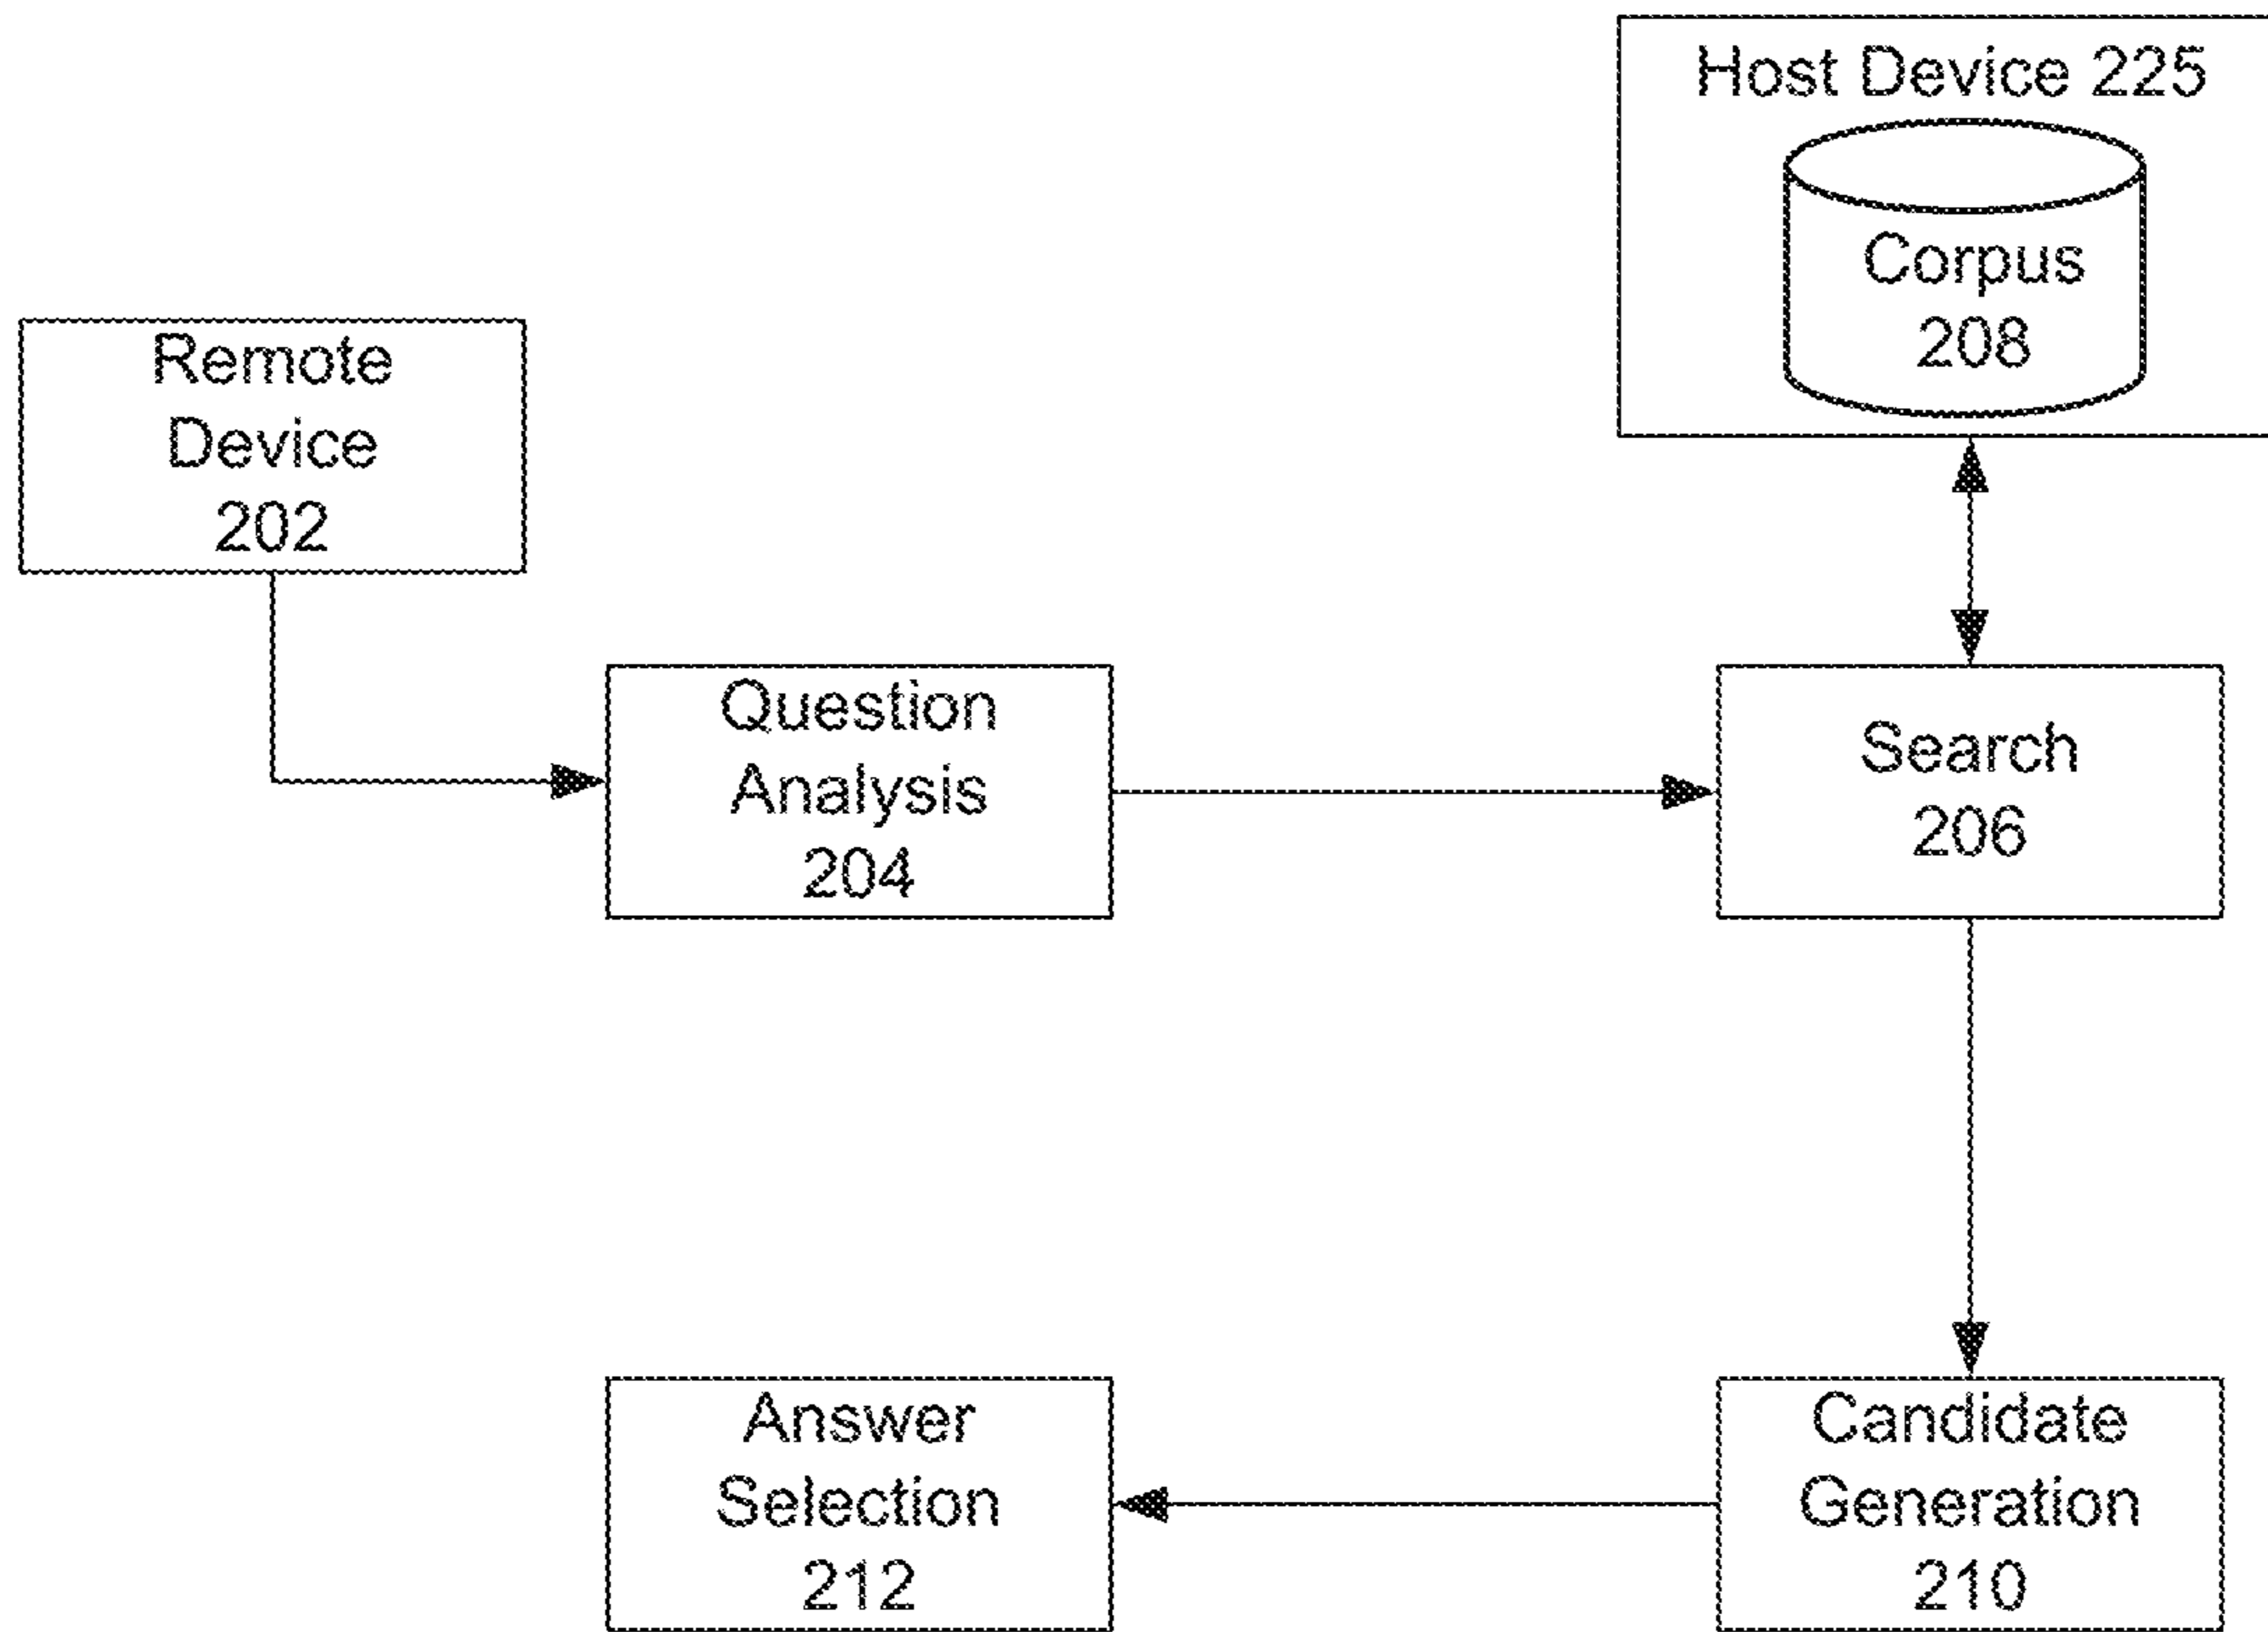 Host Device 225
Corpus
208
Remote
Device
202
Question
Analysis
204
Search
206
Answer
Selection
212
Candidate
Generation
210